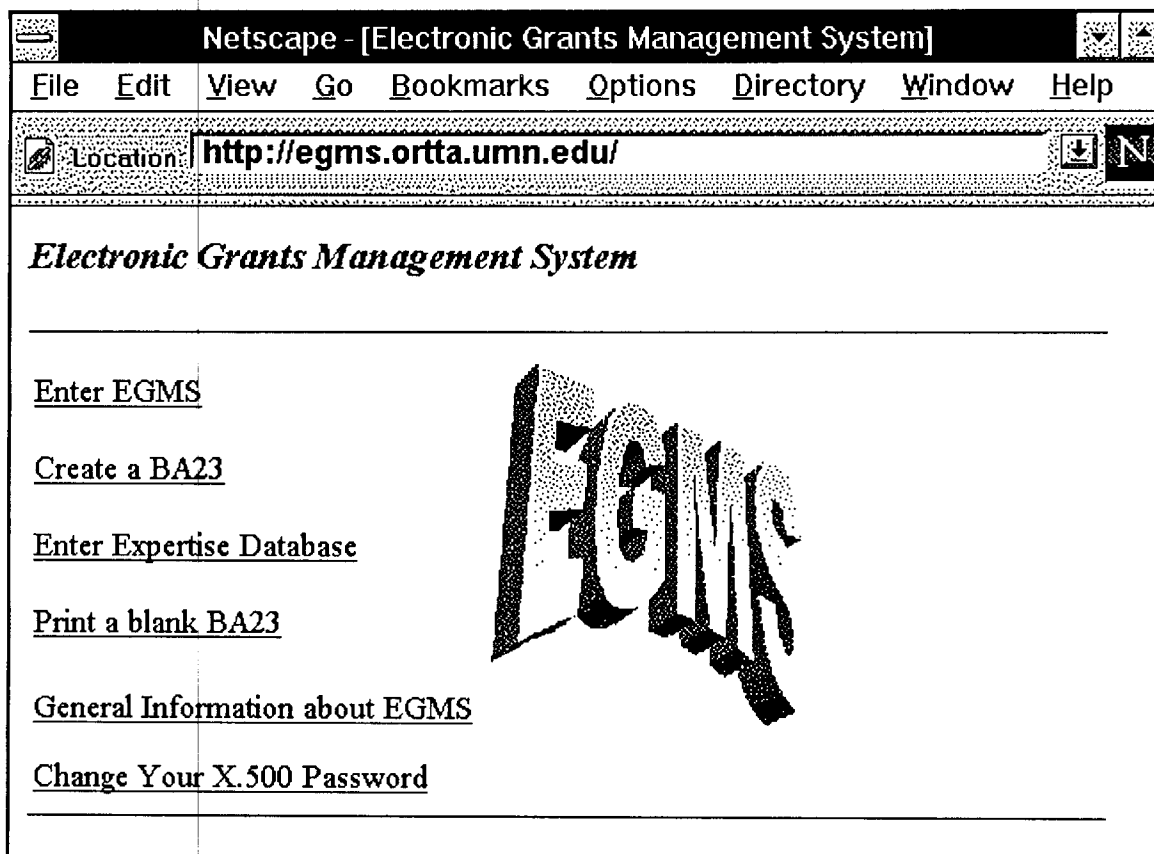 Netscape - [Electronic Grants Management System]
File Edit View Go Bookmarks Options Directory Window Help
Location: http://egms.ortta.umn.edu/ N
Electronic Grants Management System
Enter EGMS
Create a BA23
Enter Expertise Database
Print a blank BA23
General Information about EGMS
Change Your X.500 Password
EGMS